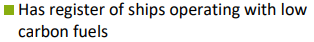 Has register of ships operating with low
carbon fuels